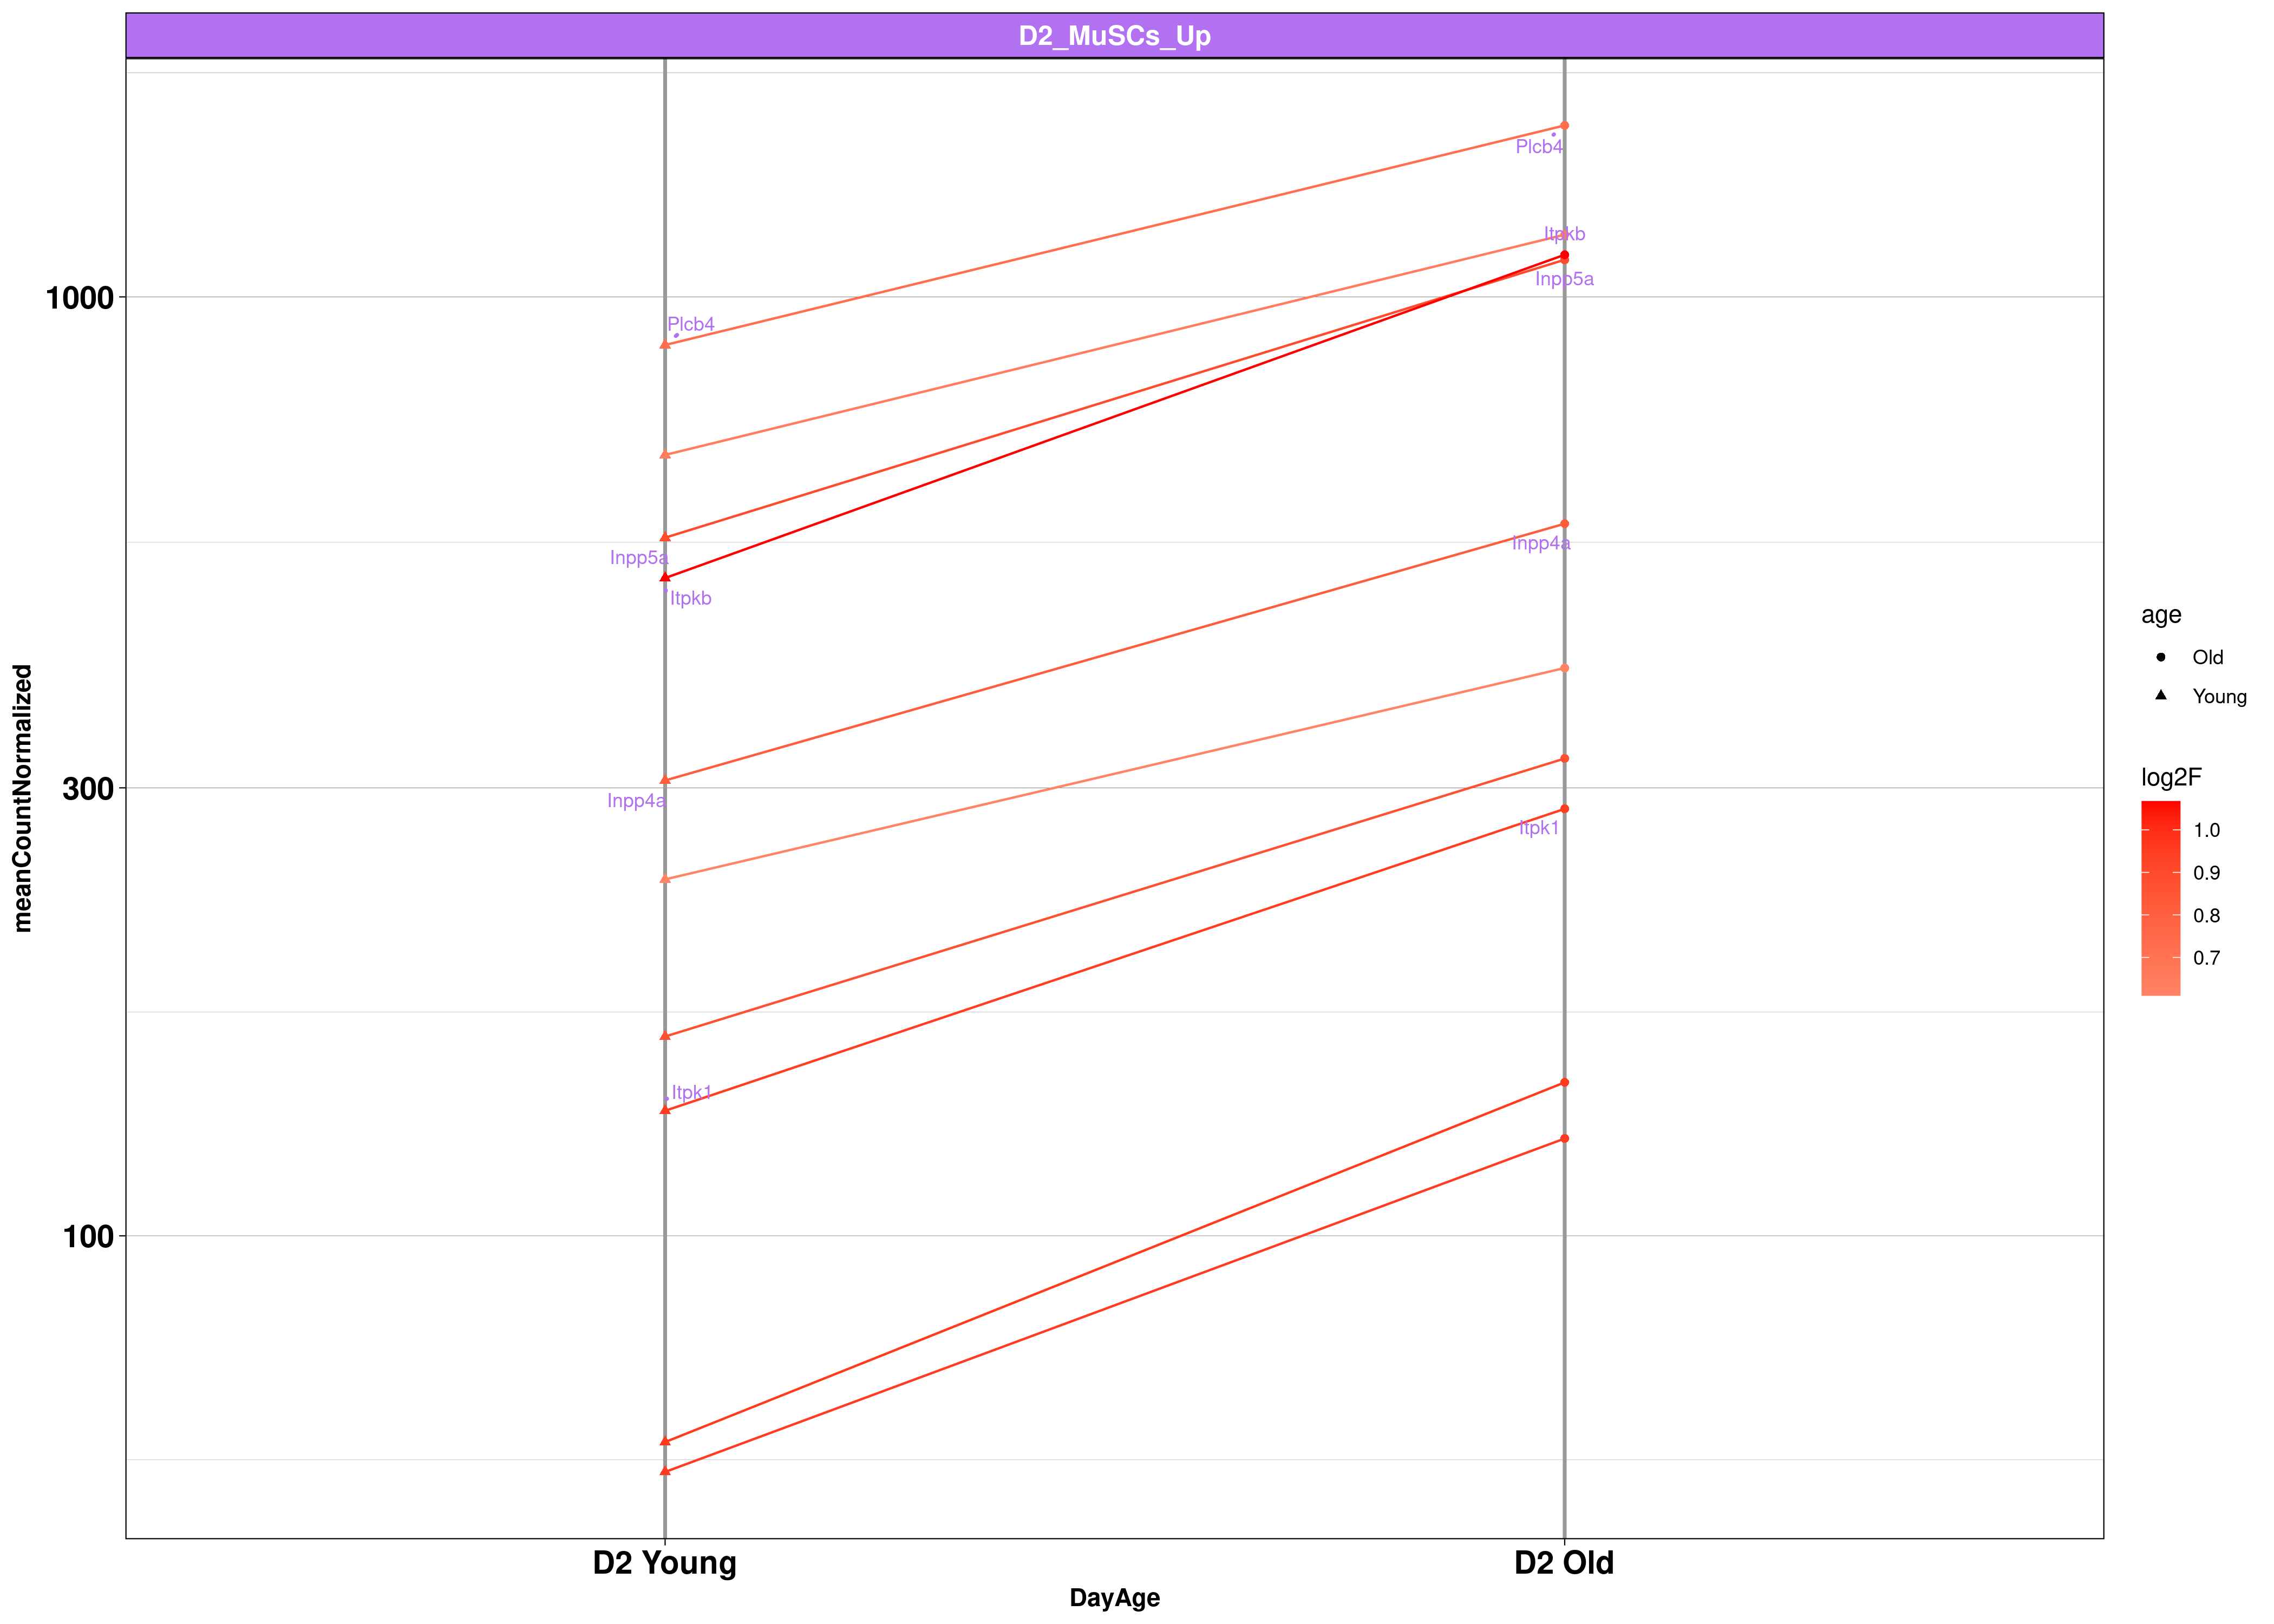 D2_MuSCs_Up
Plcb4
Itpkb
Inpp5a
1000
Plcb4
Inpp5a
Itpkb
Inpp4a
300
Inpp4a
Itpk1
Itpk1
100
meanCountNormalized
D2 Young
D2 Old
DayAge
age
Old
Young
log2F
1.0
0.9
0.8
0.7